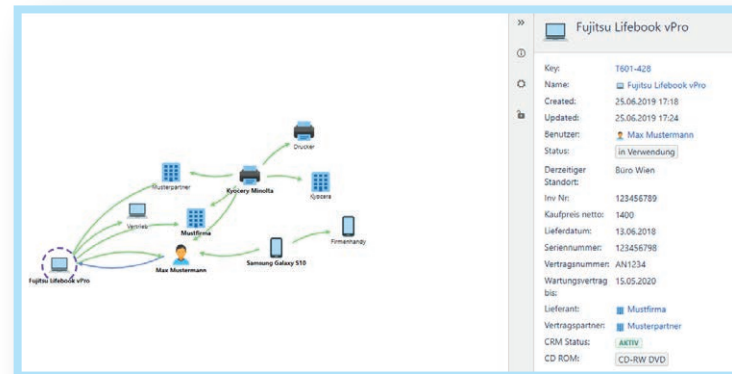 Drucker
Musterpartner
Kyocery Minolta
Kyocera
Vertrieb
Mustfirma
Firmenhandy
Max Mustermann
Samsung Galaxy S10
Fujitsu Lifebook vPro
Fujitsu Lifebook vPro
Key: T601-428
Name: Fujitsu Lifebook vPro
Created: 25.06.2019 17:18
Updated: 25.06.2019 17:24
Benutzer: Max Mustermann
Status: in Verwendung
Derzeitiger Büro Wien
Standort:
Inv Nr: 123456789
Kaufpreis netto: 1400
Lieferdatum: 13.06.2018
Seriennummer: 123456798
Vertragsnummer: AN1234
Wartungsvertrag 15.05.2020
bis:
Lieferant: Mustfirma
Vertragspartner: Musterpartner
CRM Status: AKTIV
CD ROM: CD-RW DVD